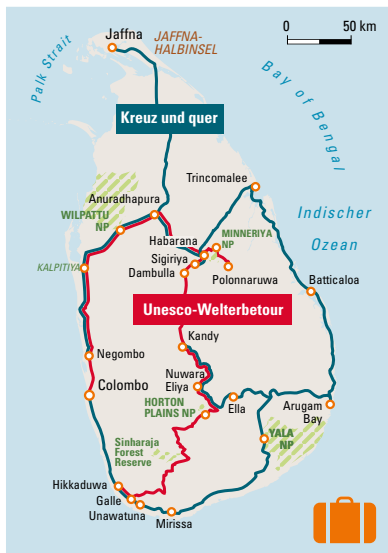 0 50 km
Jaffna
JAFFNA-
HALBINSEL
Palk Strait
Bay of Bengal
Kreuz und quer
Trincomalee
Anuradhapura
WILPATTU
NP
Indischer
Ozean
Habarana
MINNERIYA
NP
Sigiriya
KALPITIYA
Dambulla
Polonnaruwa
Batticaloa
Unesco-Welterbetour
Kandy
Negombo
Nuwara
Eliya
Colombo
HORTON
PLAINS NP
Ella
Arugam
Bay
YALA
NP
Sinharaja
Forest
Reserve
Hikkaduwa
Galle
Unawatuna
Mirissa